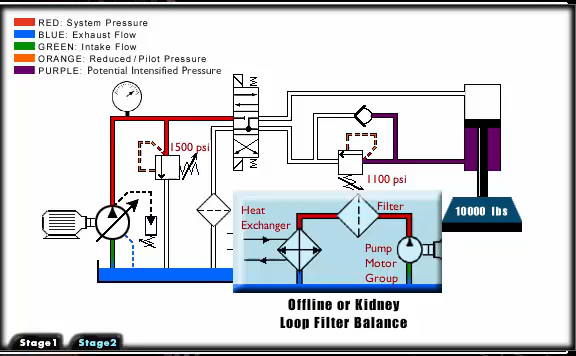 RED: System Pressure
BLUE: Exhaust Flow
GREEN: Intake Flow
ORANGE: Reduced/Pilot Pressure
PURPLE: Potential Intensified Pressure
1500 psi
1100 psi
10000 lbs
Heat
Exchanger
Filter
Pump
Motor
Group
Offline or Kidney
Loop Filter Balance
Stage1 Stage2